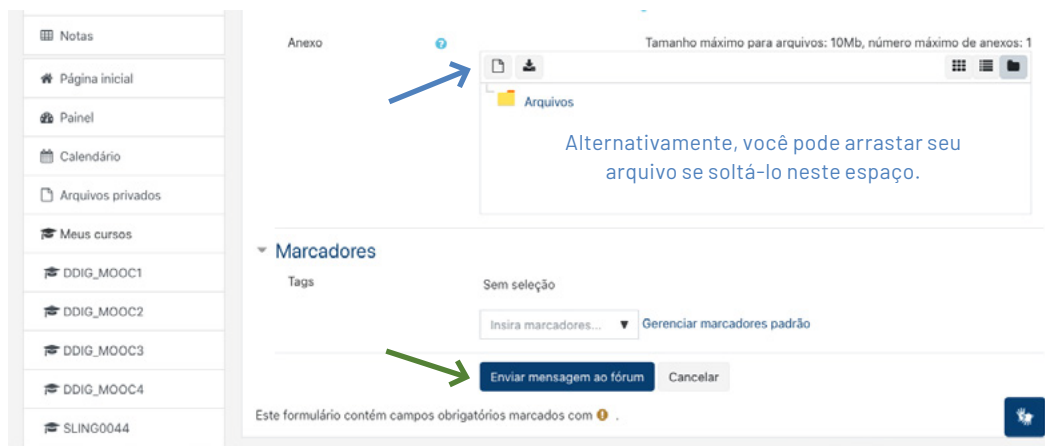 Notas
Página inicial
Painel
Calendário
Arquivos privados
Meus cursos
DDIG_MOOC1
DDIG_MOOC2
DDIG_MOOC3
DDIG_MOOC4
SLING0044
Anexo
Tamanho máximo para arquivos: 10Mb, número máximo de anexos: 1
Arquivos
Alternativamente, você pode arrastar seu
arquivo se soltá-lo neste espaço.
Marcadores
Tags
Sem seleção
Insira marcadores... Gerenciar marcadores padrão
Enviar mensagem ao fórum Cancelar
Este formulário contém campos obrigatórios marcados com .